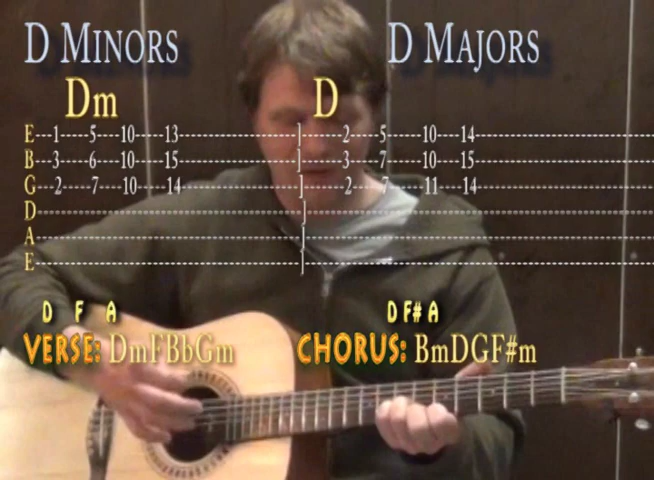 D Minors D Majors
Dm D
E--1-----5----10-----13--------------------]------2----5------10----14----------------------------
B--3-----6----10-----15--------------------]------3----7------10----15----------------------------
G---2-----7----10-----14-------------------]------2----7------11----14----------------------------
D------------------------------------------]------------------------------------------------------
A------------------------------------------]------------------------------------------------------
E------------------------------------------]------------------------------------------------------
D F A D F# A
VERSE: DmFBbGm CHORUS: BmDGF#m